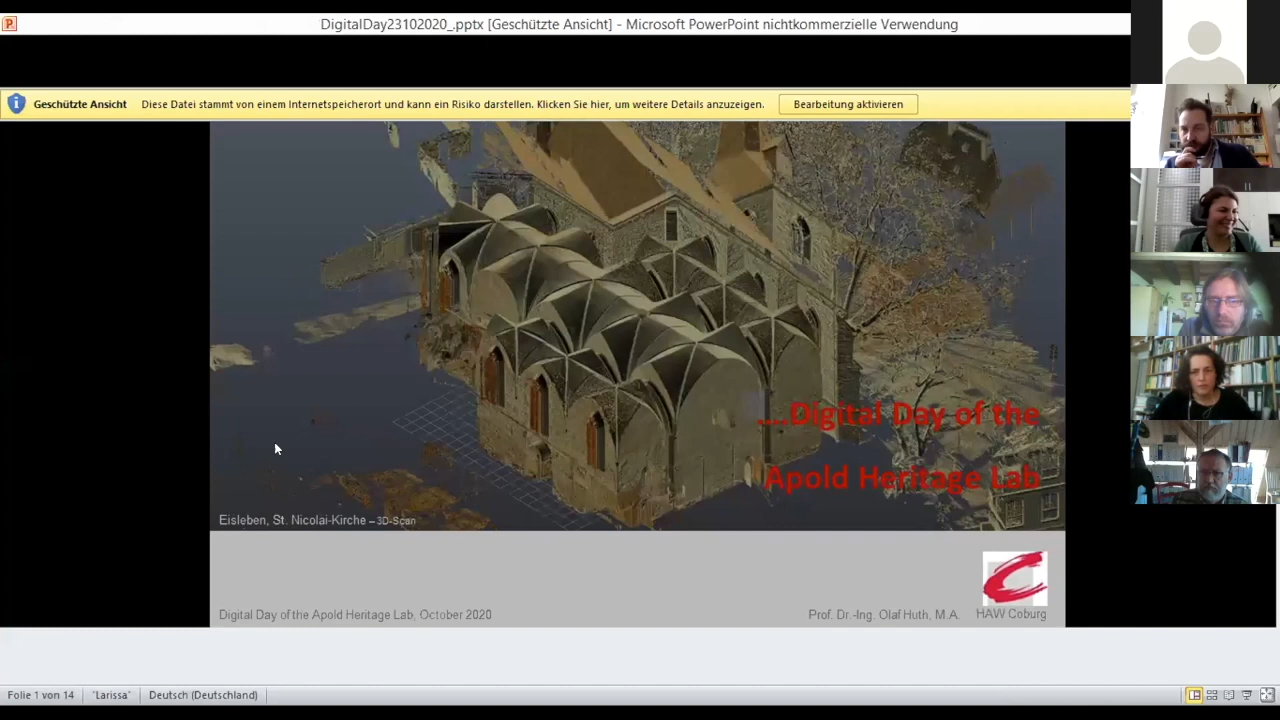 DigitalDay23102020_.pptx [Geschützte Ansicht] - Microsoft PowerPoint nichtkommerzielle Verwendung
Geschützte Ansicht Diese Datei stammt von einem Internetspeicherort und kann ein Risiko darstellen. Klicken Sie hier, um weitere Details anzuzeigen. Bearbeitung aktivieren
....Digital Day of the
Apold Heritage Lab
Eisleben, St. Nicolai-Kirche – 3D-Scan
Digital Day of the Apold Heritage Lab, October 2020
Prof. Dr.-Ing. Olaf Huth, M.A. HAW Coburg
Folie 1 von 14 "Larissa" Deutsch (Deutschland)